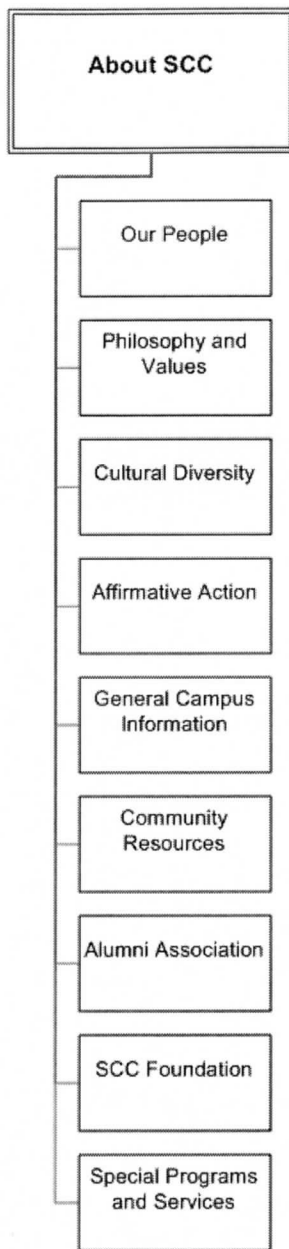 About SCC
Our People
Philosophy and
Values
Cultural Diversity
Affirmative Action
General Campus
Information
Community
Resources
Alumni Association
SCC Foundation
Special Programs
and Services